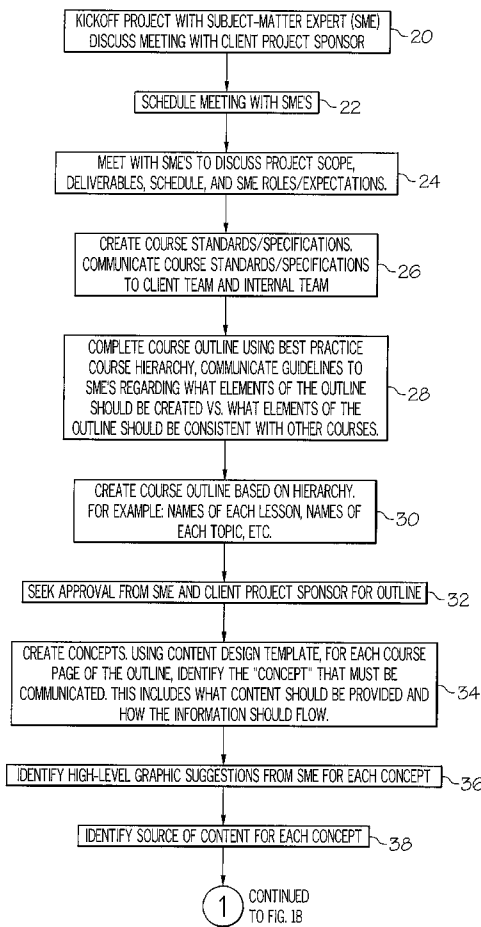 KICKOFF PROJECT WITH SUBJECT-MATTER EXPERT (SME)
DISCUSS MEETING WITH CLIENT PROJECT SPONSOR
20
SCHEDULE MEETING WITH SME'S
22
MEET WITH SME'S TO DISCUSS PROJECT SCOPE,
DELIVERABLES, SCHEDULE, AND SME ROLES/EXPECTATIONS.
24
CREATE COURSE STANDARDS/SPECIFICATIONS.
COMMUNICATE COURSE STANDARDS/SPECIFICATIONS
TO CLIENT TEAM AND INTERNAL TEAM
26
COMPLETE COURSE OUTLINE USING BEST PRACTICE
COURSE HIERARCHY, COMMUNICATE GUIDELINES TO
SME'S REGARDING WHAT ELEMENTS OF THE OUTLINE
SHOULD BE CREATED VS. WHAT ELEMENTS OF THE
OUTLINE SHOULD BE CONSISTENT WITH OTHER COURSES.
28
CREATE COURSE OUTLINE BASED ON HIERARCHY.
FOR EXAMPLE: NAMES OF EACH LESSON, NAMES OF
EACH TOPIC, ETC.
30
SEEK APPROVAL FROM SME AND CLIENT PROJECT SPONSOR FOR OUTLINE
32
CREATE CONCEPTS. USING CONTENT DESIGN TEMPLATE, FOR EACH COURSE
PAGE OF THE OUTLINE, IDENTIFY THE "CONCEPT" THAT MUST BE
COMMUNICATED. THIS INCLUDES WHAT CONTENT SHOULD BE PROVIDED AND
HOW THE INFORMATION SHOULD FLOW.
34
IDENTIFY HIGH-LEVEL GRAPHIC SUGGESTIONS FROM SME FOR EACH CONCEPT
36
IDENTIFY SOURCE OF CONTENT FOR EACH CONCEPT
38
1
CONTINUED
TO FIG. 1B